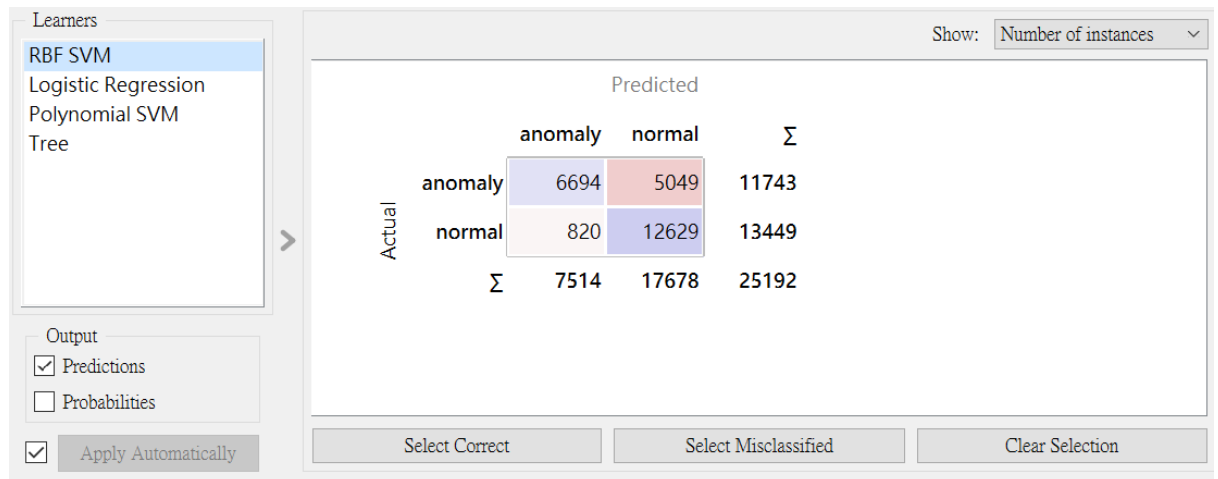 Learners
RBF SVM
Logistic Regression
Polynomial SVM
Tree
Output
Predictions
Probabilities
Apply Automatically
Show: Number of instances
Predicted
anomaly normal Σ
Actual
anomaly 6694 5049 11743
normal 820 12629 13449
Σ 7514 17678 25192
Select Correct Select Misclassified Clear Selection